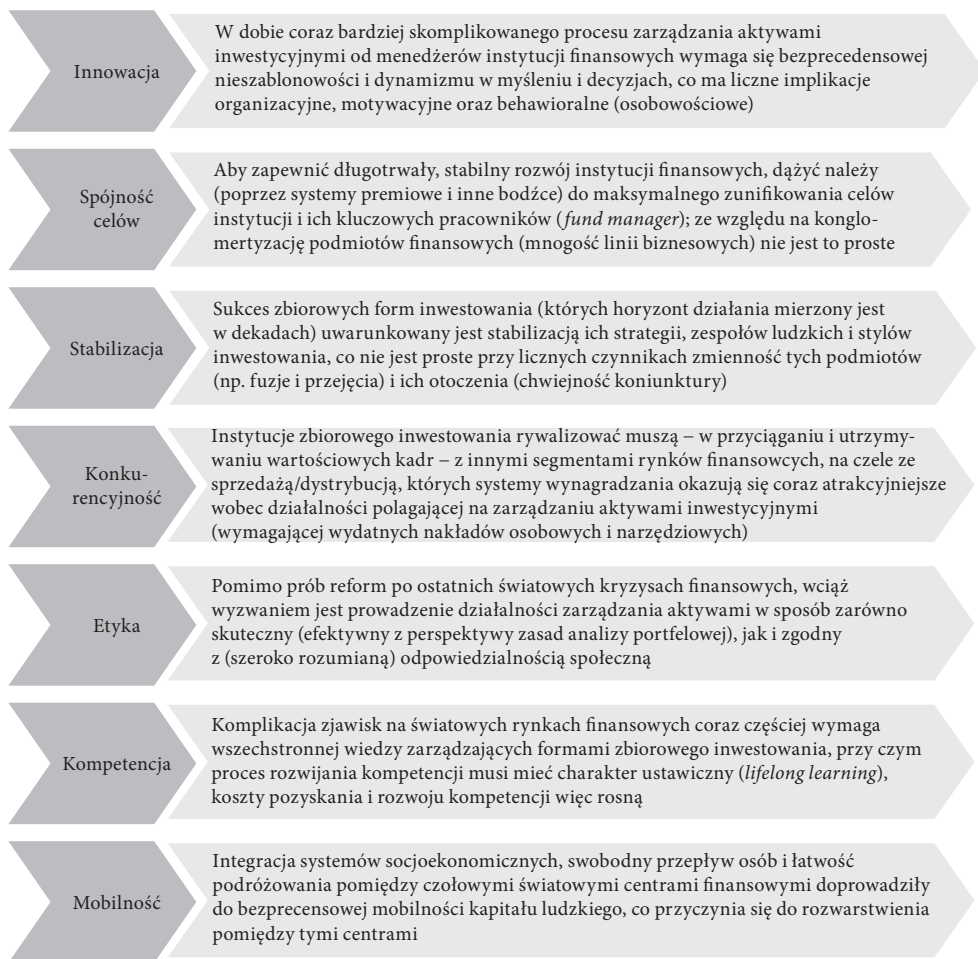 Innowacja
W dobie coraz bardziej skomplikowanego procesu zarządzania aktywami
inwestycyjnymi od menedżerów instytucji finansowych wymaga się bezprecedensowej
nieszablonowości i dynamizmu w myśleniu i decyzjach, co ma liczne implikacje
organizacyjne, motywacyjne oraz behawioralne (osobowościowe)
Spójność
celów
Aby zapewnić długotrwały, stabilny rozwój instytucji finansowych, dążyć należy
(poprzez systemy premiowe i inne bodźce) do maksymalnego zunifikowania celów
instytucji i ich kluczowych pracowników (fund manager); ze względu na konglo-
mertyzację podmiotów finansowych (mnogość linii biznesowych) nie jest to proste
Stabilizacja
Sukces zbiorowych form inwestowania (których horyzont działania mierzony jest
w dekadach) uwarunkowany jest stabilizacją ich strategii, zespołów ludzkich i stylów
inwestowania, co nie jest proste przy licznych czynnikach zmienność tych podmiotów
(np. fuzje i przejęcia) i ich otoczenia (chwiejność koniunktury)
Konku-
rencyjność
Instytucje zbiorowego inwestowania rywalizować muszą – w przyciąganiu i utrzymy-
waniu wartościowych kadr – z innymi segmentami rynków finansowcych, na czele ze
sprzedażą/dystrybucją, których systemy wynagradzania okazują się coraz atrakcyjniejsze
wobec działalności polagającej na zarządzaniu aktywami inwestycyjnymi
(wymagającej wydatnych nakładów osobowych i narzędziowych)
Etyka
Pomimo prób reform po ostatnich światowych kryzysach finansowych, wciąż
wyzwaniem jest prowadzenie działalności zarządzania aktywami w sposób zarówno
skuteczny (efektywny z perspektywy zasad analizy portfelowej), jak i zgodny
z (szeroko rozumianą) odpowiedzialnością społeczną
Kompetencja
Komplikacja zjawisk na światowych rynkach finansowych coraz częściej wymaga
wszechstronnej wiedzy zarządzających formami zbiorowego inwestowania, przy czym
proces rozwijania kompetencji musi mieć charakter ustawiczny (lifelong learning),
koszty pozyskania i rozwoju kompetencji więc rosną
Mobilność
Integracja systemów socjoekonomicznych, swobodny przepływ osób i łatwość
podróżowania pomiędzy czołowymi światowymi centrami finansowymi doprowadziły
do bezprecensowej mobilności kapitału ludzkiego, co przyczynia się do rozwarstwienia
pomiędzy tymi centrami